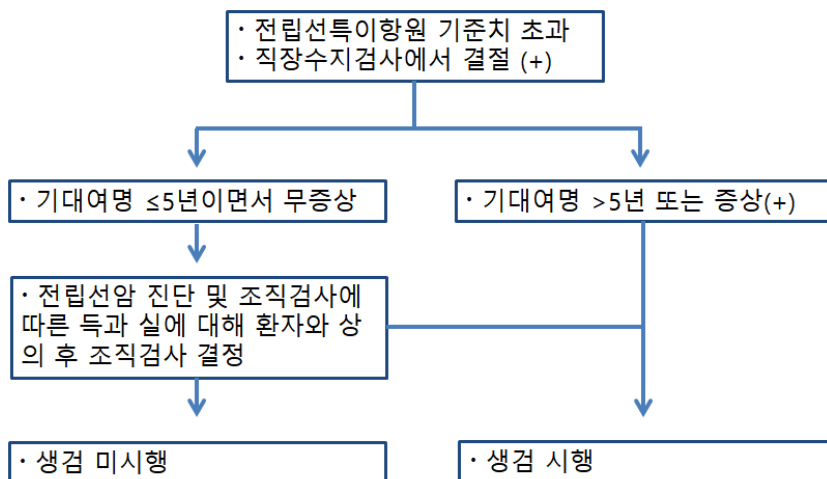 · 전립선특이항원 기준치 초과
· 직장수지검사에서 결절 (+)
· 기대여명 ≤5년이면서 무증상
· 기대여명 >5년 또는 증상(+)
· 전립선암 진단 및 조직검사에
따른 득과 실에 대해 환자와 상
의 후 조직검사 결정
· 생검 미시행
· 생검 시행